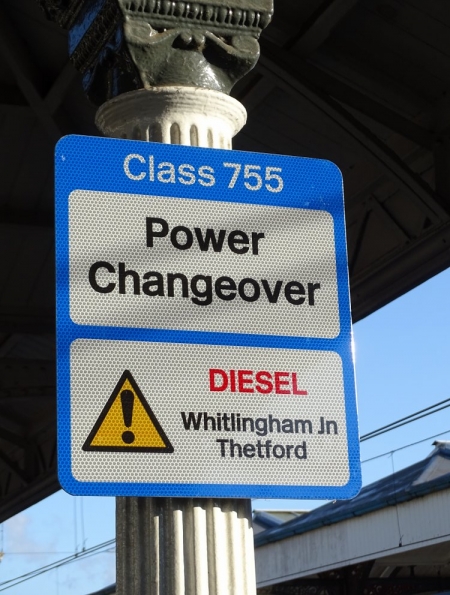 Class 755
Power
Changeover
DIESEL
Whitlingham Jn
Thetford